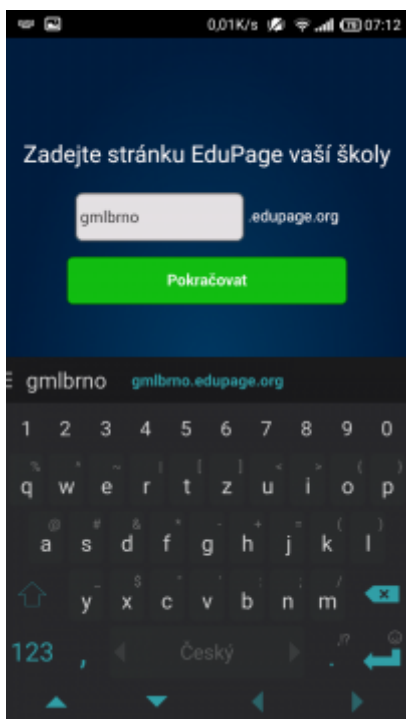 0,01K/s 78 07:12
Zadejte stránku EduPage vaší školy
gmlbrno .edupage.org
Pokračovat
gmlbrno gmlbrno.edupage.org
1 2 3 4 5 6 7 8 9 0
q w e r t z u i o p
a s d f g h j k l
y x c v b n m
123 , Český .